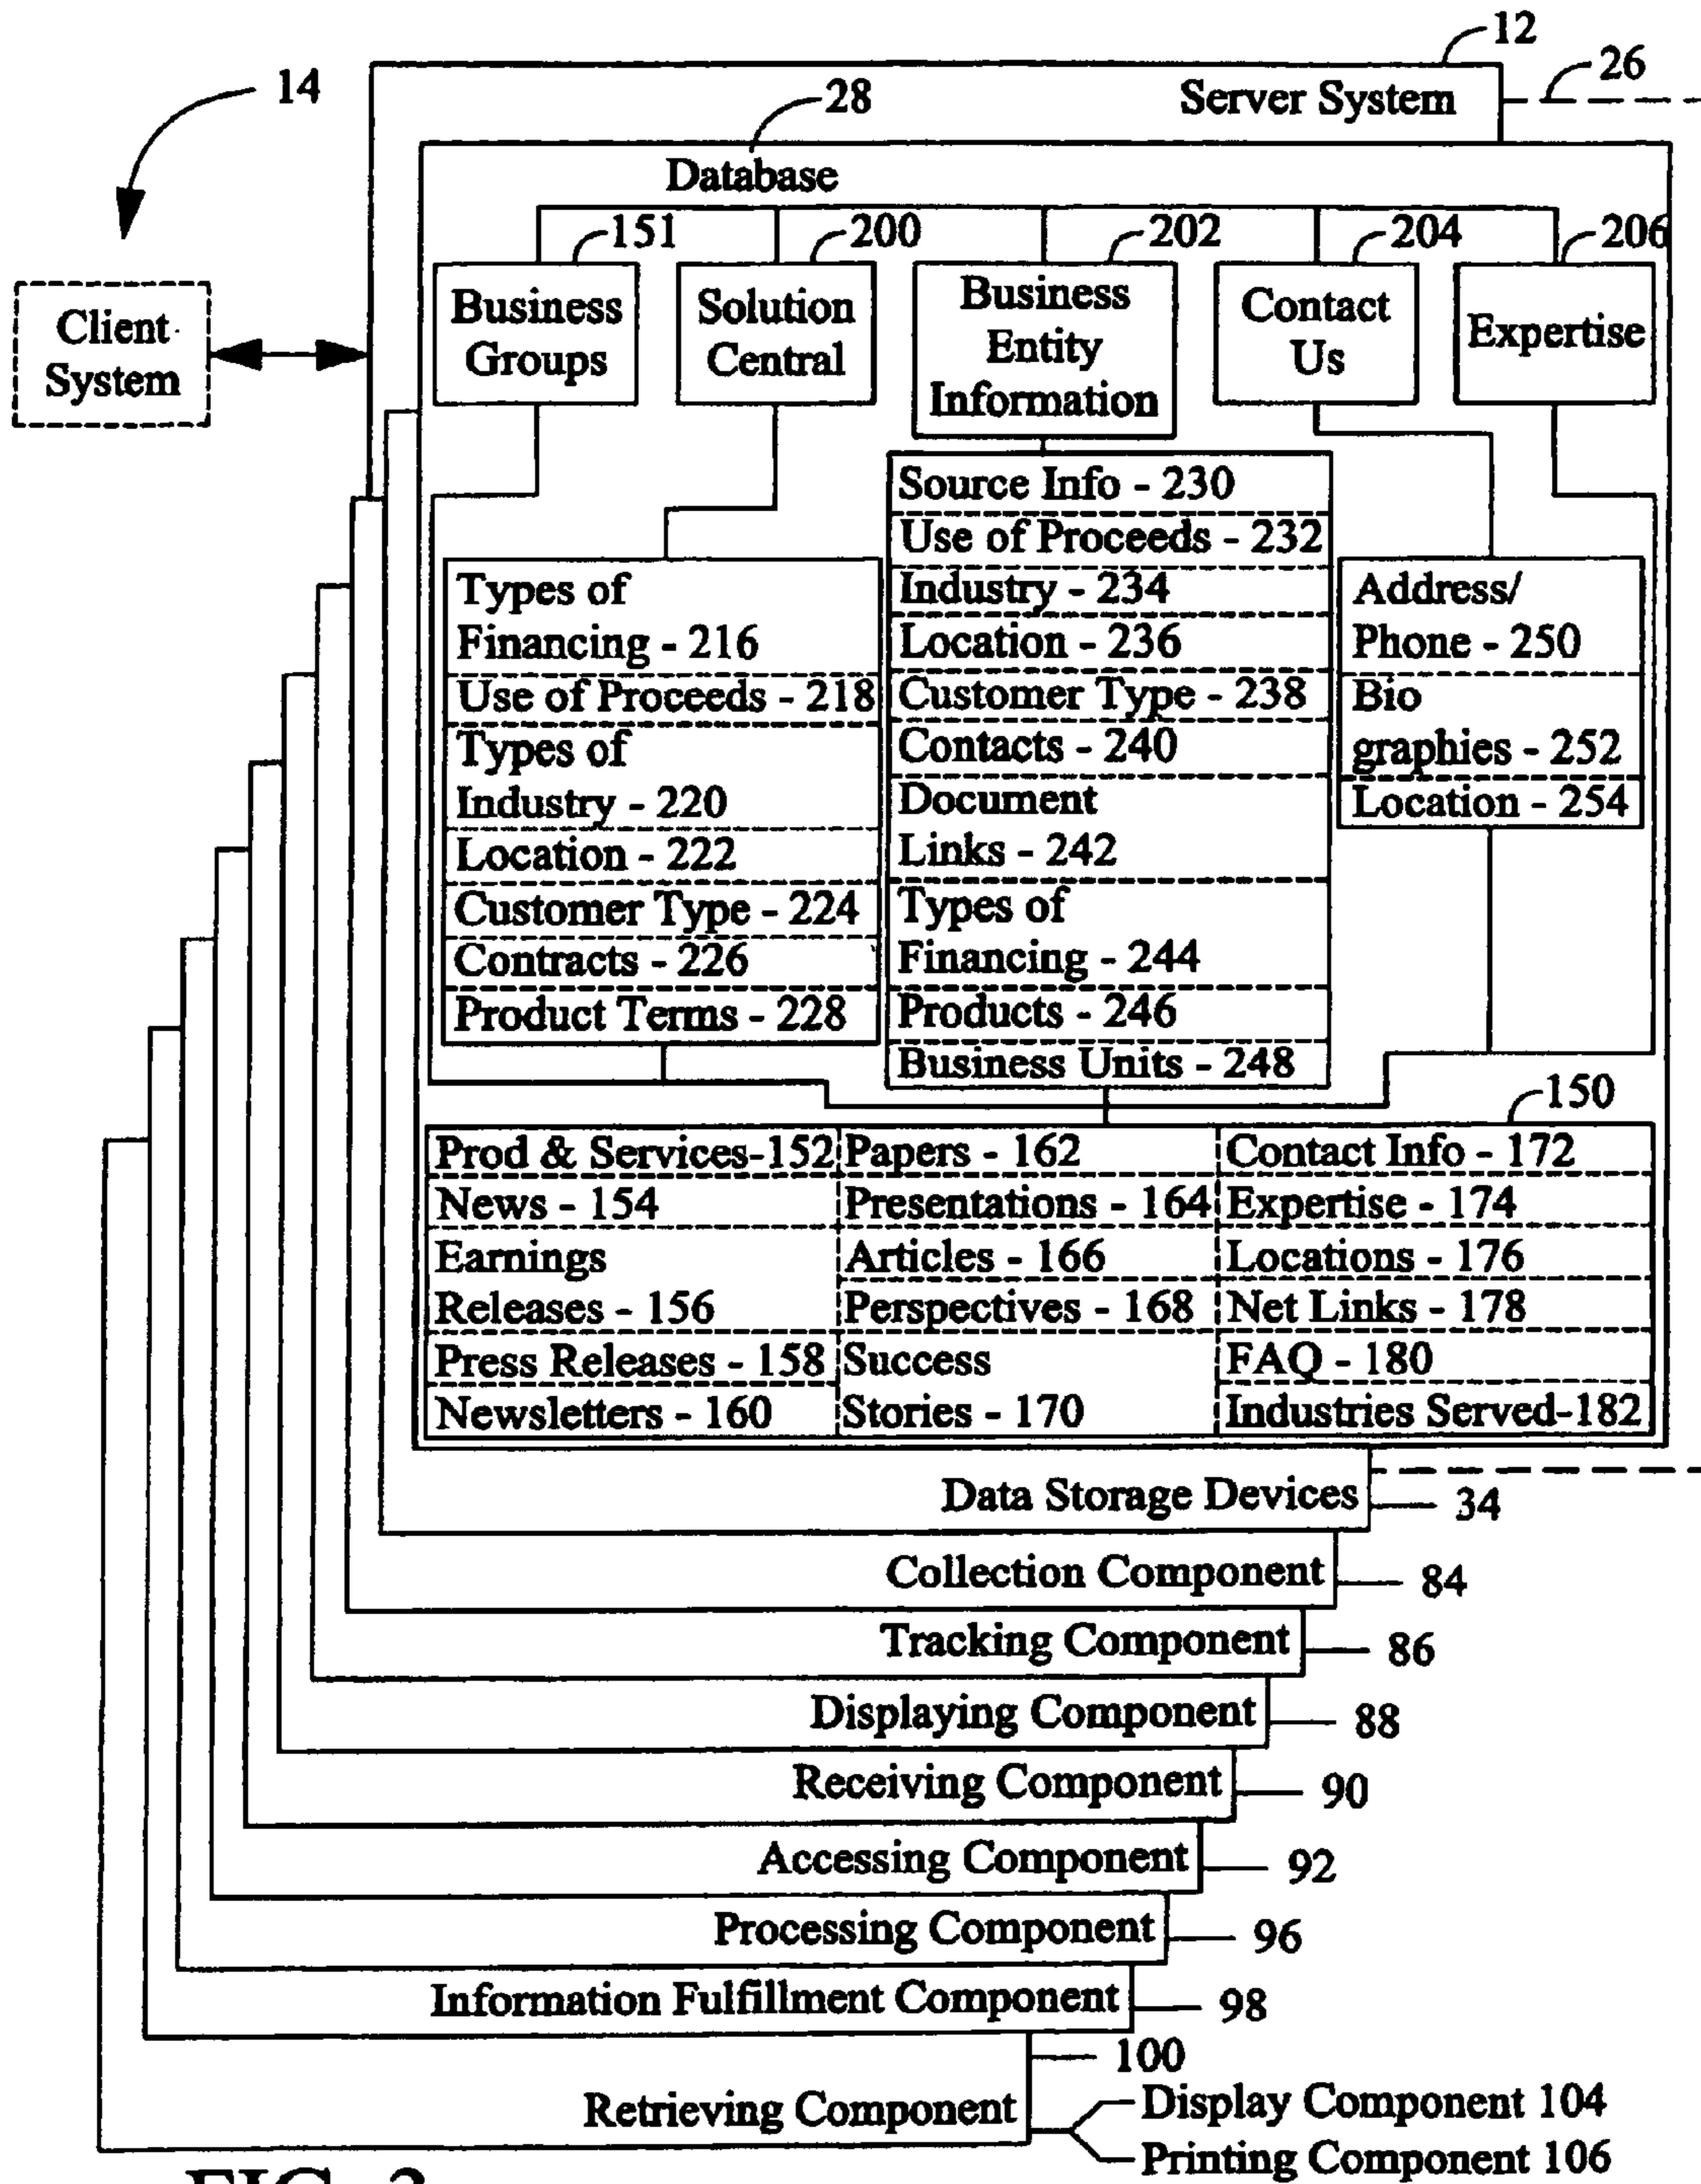 12
Server System
26
14
28
Database
151
200
202
204
206
Client
System
Business
Groups
Solution
Central
Business
Entity
Information
Contact
Us
Expertise
Types of
Financing - 216
Use of Proceeds - 218
Types of
Industry - 220
Location - 222
Customer Type - 224
Contracts - 226
Product Terms - 228
Source Info - 230
Use of Proceeds - 232
Industry - 234
Location - 236
Customer Type - 238
Contacts - 240
Document
Links - 242
Types of
Financing - 244
Products - 246
Business Units - 248
Address/
Phone - 250
Bio
graphies - 252
Location - 254
150
Prod & Services-152
News - 154
Earnings
Releases - 156
Press Releases - 158
Newsletters - 160
Papers - 162
Presentations - 164
Articles - 166
Perspectives - 168
Success
Stories - 170
Contact Info - 172
Expertise - 174
Locations - 176
Net Links - 178
FAQ - 180
Industries Served-182
Data Storage Devices
34
Collection Component
84
Tracking Component
86
Displaying Component
88
Receiving Component
90
Accessing Component
92
Processing Component
96
Information Fulfillment Component
98
100
Retrieving Component
Display Component 104
Printing Component 106